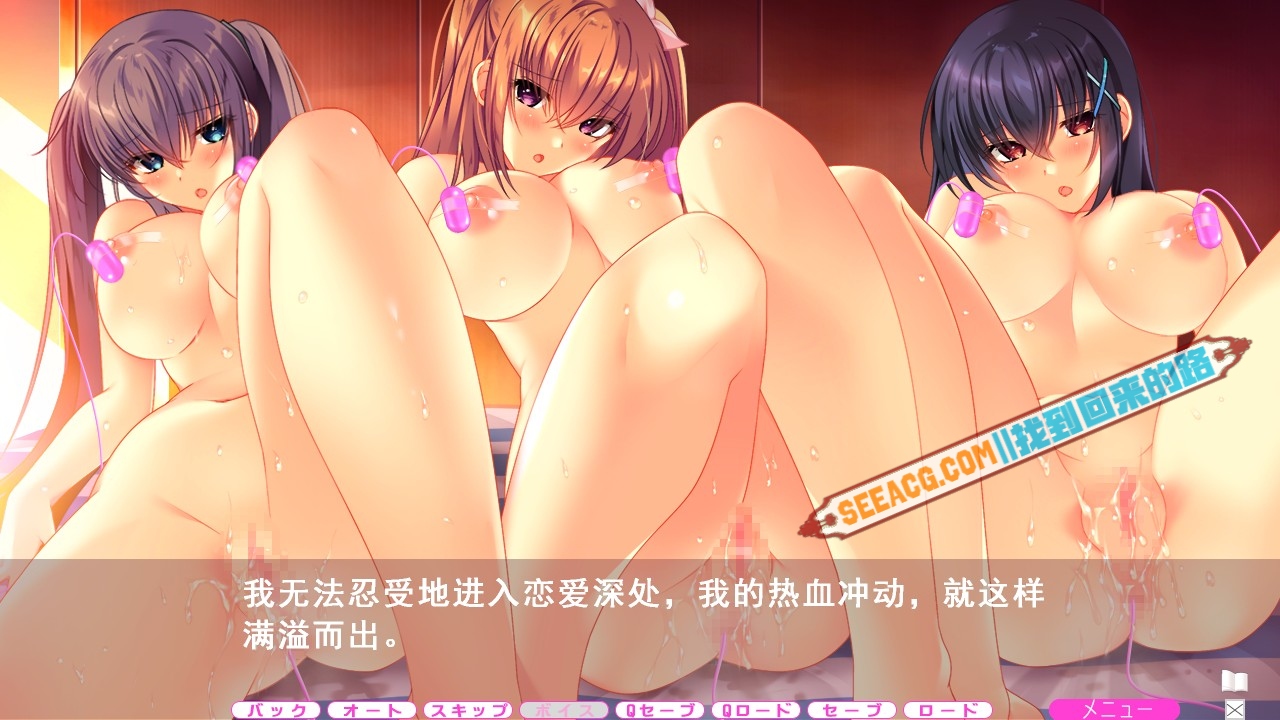 SEEACG.COM||找到回来的路
我无法忍受地进入恋爱深处，我的热血冲动，就这样
满溢而出。
バック オート スキップ ボイス Qセーブ Qロード セーブ ロード メニュー